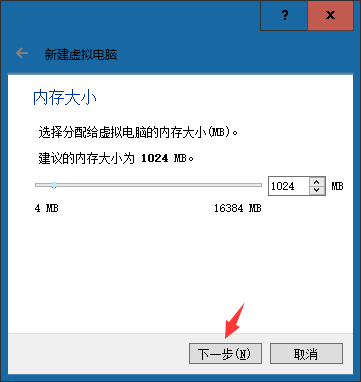 ? x
新建虚拟电脑
内存大小
选择分配给虚拟电脑的内存大小(MB)。
建议的内存大小为 1024 MB。
1024 MB
4 MB 16384 MB
下一步(N) 取消